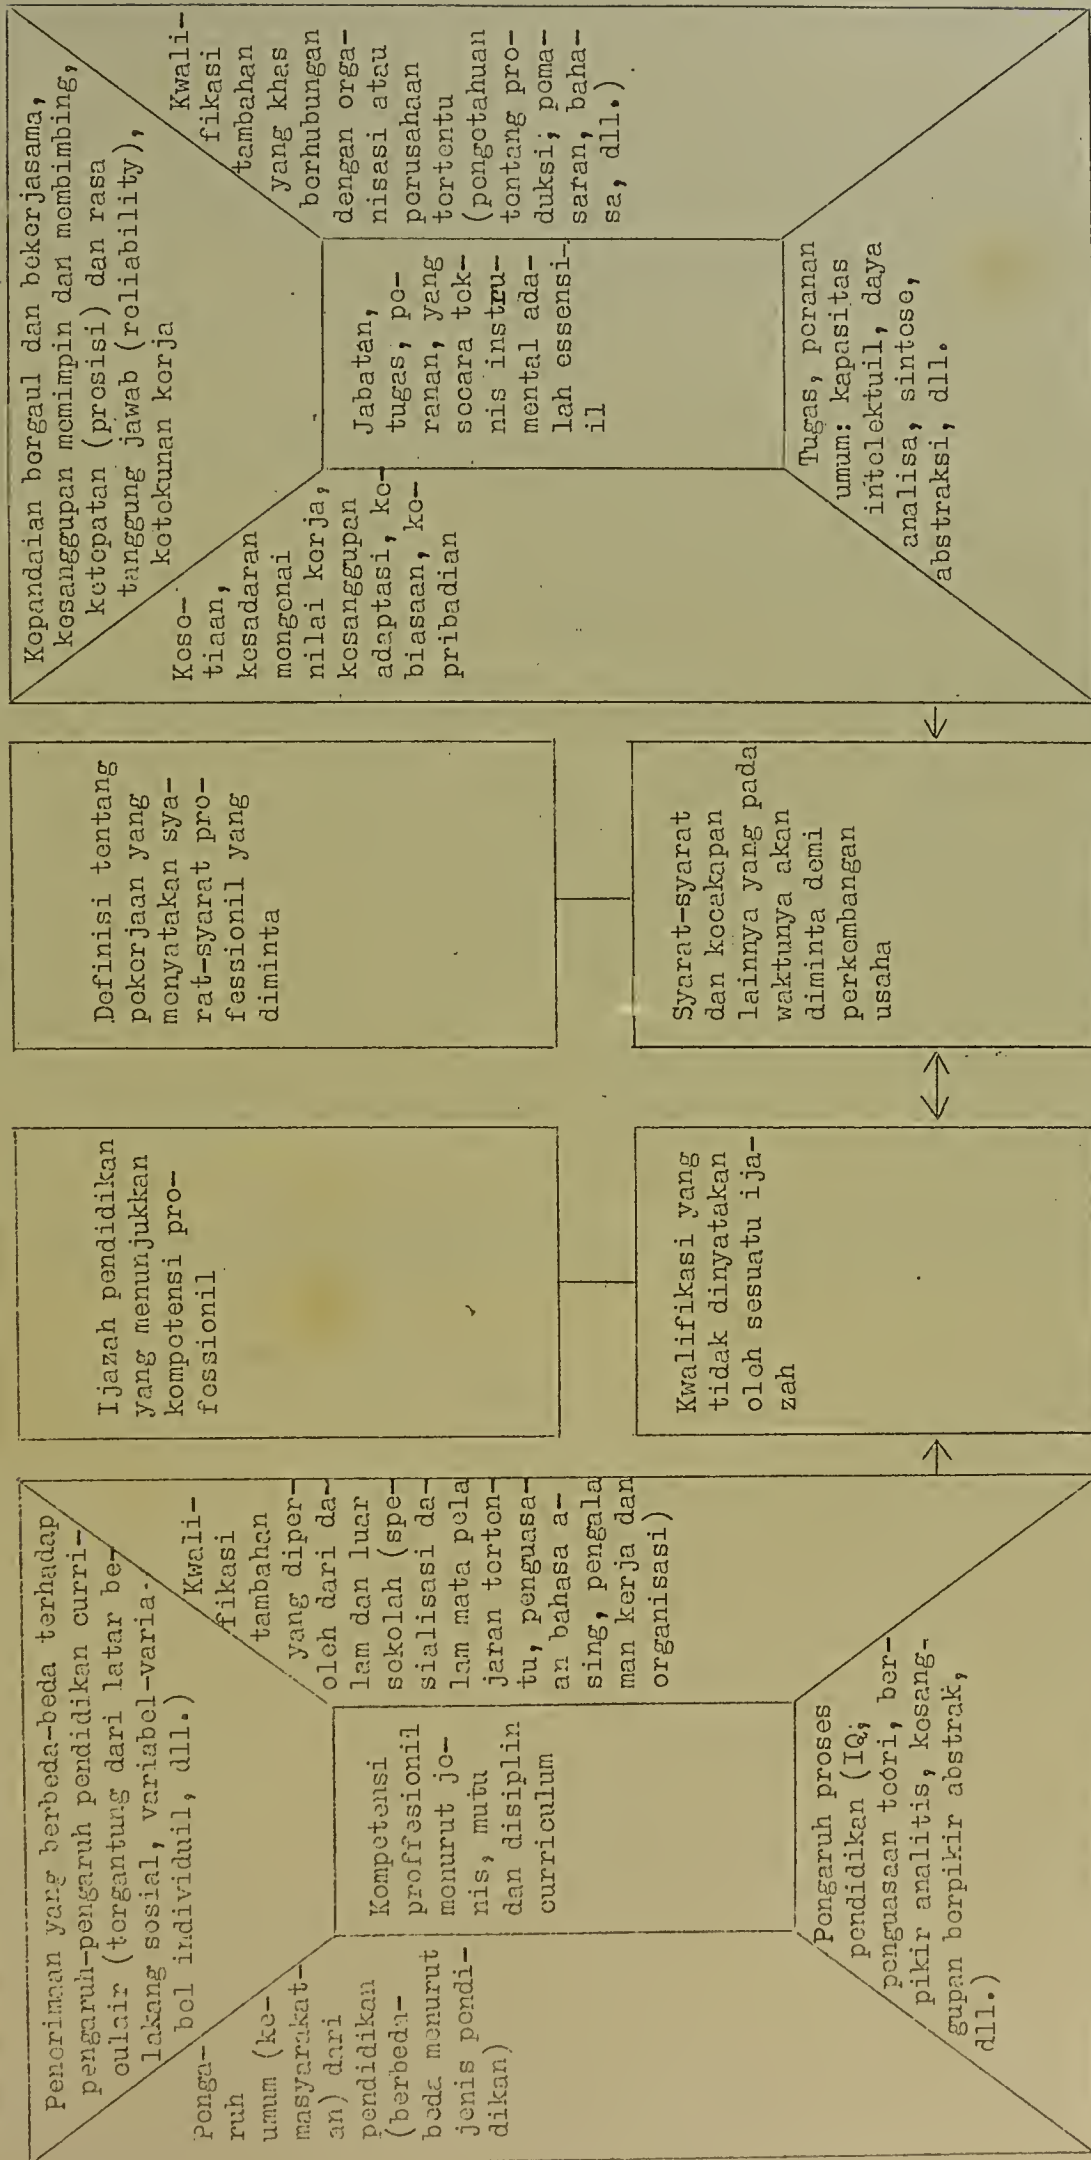 Penerimaan yang berbeda-beda terhadap
pengaruh-pengaruh pendidikan curri-
culair (tergantung dari latar be-
lakang sosial, variabel-varia-
bel individuil, dll.)
Penga-
ruh
umum (ke-
masyarakat-
an) dari
pendidikan
(berbeda-
beda menurut
jenis pendi-
dikan)
Kompetensi
proffesionil
menurut je-
nis, mutu
dan disiplin
curriculum
Kwali-
fikasi
tambahan
yang diper-
oleh dari da-
lam dan luar
sekolah (spe-
sialisasi da-
lam mata pela
jaran terten-
tu, penguasa-
an bahasa a-
sing, pengala
man kerja dan
organisasi)
Pengaruh proses
pendidikan (IQ;
penguasaan teori, ber-
pikir analitis, kesang-
gupan berpikir abstrak,
dll.)
Ijazah pendidikan
yang menunjukkan
kompetensi pro-
fessionil
Kwalifikasi yang
tidak dinyatakan
oleh sesuatu ija-
zah
Definisi tentang
pekerjaan yang
menyatakan sya-
rat-syarat pro-
fessionil yang
diminta
Syarat-syarat
dan kecakapan
lainnya yang pada
waktunya akan
diminta demi
perkembangan
usaha
Kepandaian bergaul dan bekerjasama,
kesanggupan memimpin dan membimbing,
ketepatan (presisi) dan rasa
tanggung jawab (reliability),
ketekunan kerja
Kese-
tiaan,
kesadaran
mengenai
nilai kerja,
kesanggupan
adaptasi, ke-
biasaan, ke-
pribadian
Jabatan,
tugas, pe-
ranan, yang
secara tek-
nis instru-
mental ada-
lah essensi-
il
Kwali-
fikasi
tambahan
yang khas
berhubungan
dengan orga-
nisasi atau
perusahaan
tertentu
(pengetahuan
tentang pro-
duksi, pema-
saran, baha-
sa, dll.)
Tugas, peranan
umum: kapasitas
intelektuil, daya
analisa, sintese,
abstraksi, dll.